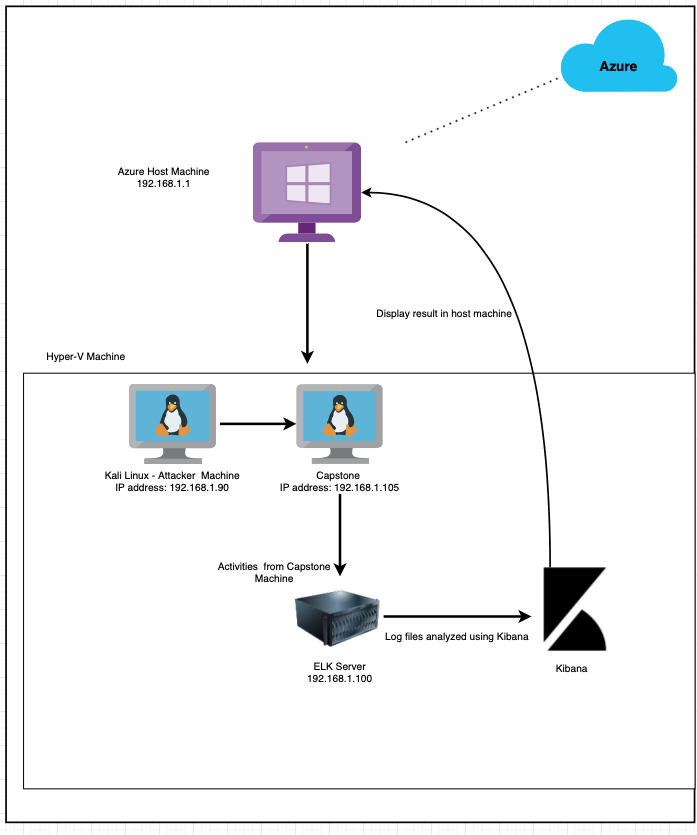 Azure
Azure Host Machine
192.168.1.1
Display result in host machine
Hyper-V Machine
Kali Linux - Attacker  Machine
IP address: 192.168.1.90
Capstone
IP address: 192.168.1.105
Activities  from Capstone
Machine
Log files analyzed using Kibana
ELK Server
192.168.1.100
Kibana